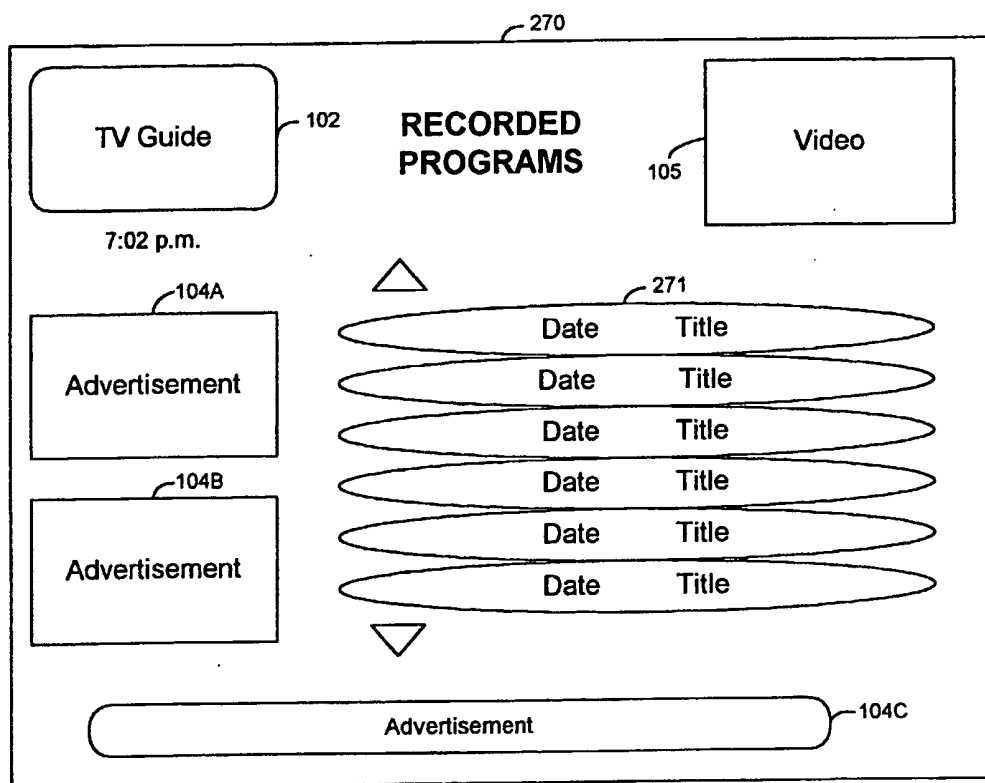 270
TV Guide
102
RECORDED
PROGRAMS
105
Video
7:02 p.m.
104A
Advertisement
271
Date Title
Date Title
Date Title
Date Title
Date Title
Date Title
104B
Advertisement
Advertisement
104C